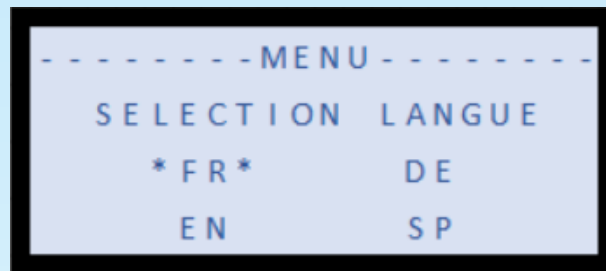 --------MENU--------
SELECTION LANGUE
*FR* DE
EN SP